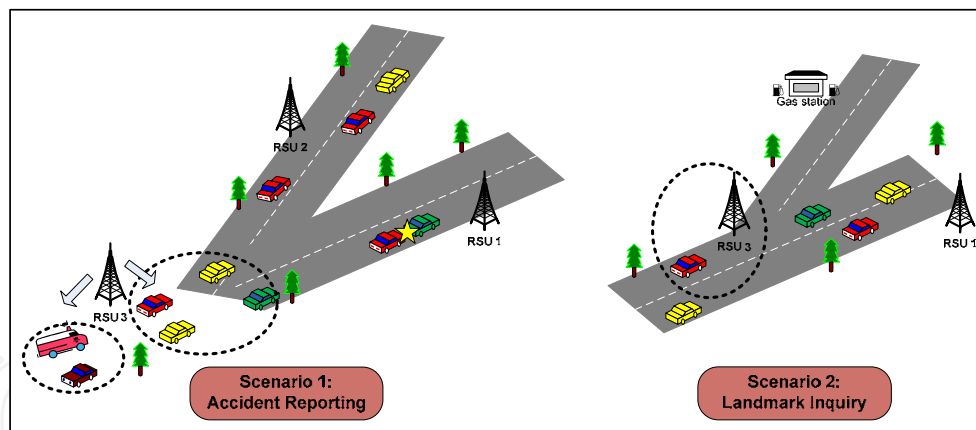 RSU 2
RSU 1
RSU 3
Scenario 1:
Accident Reporting
Gas station
RSU 3
RSU 1
Scenario 2:
Landmark Inquiry